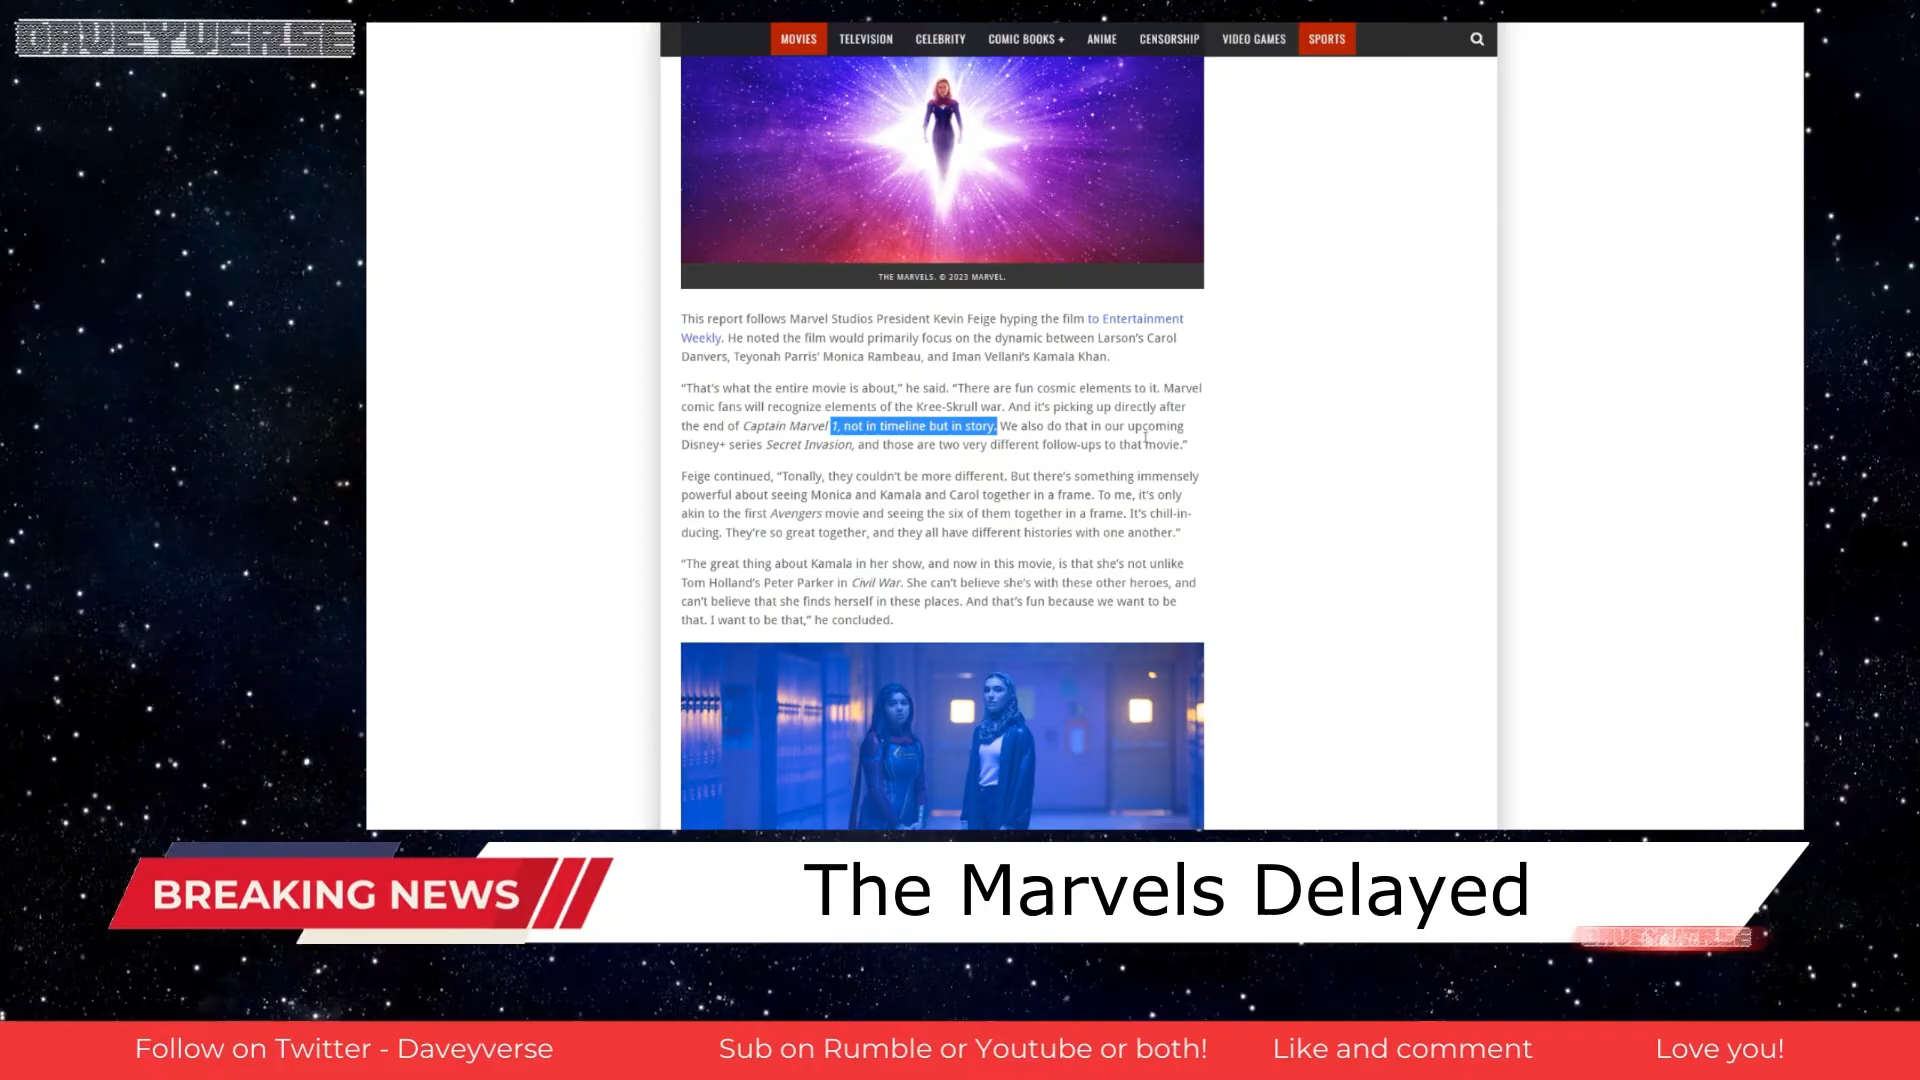 DAVEYVERSE
MOVIES TELEVISION CELEBRITY COMIC BOOKS + ANIME CENSORSHIP VIDEO GAMES SPORTS
THE MARVELS. © 2023 MARVEL.
This report follows Marvel Studios President Kevin Feige hyping the film to Entertainment
Weekly. He noted the film would primarily focus on the dynamic between Larson's Carol
Danvers, Teyonah Parris' Monica Rambeau, and Iman Vellani's Kamala Khan.
“That's what the entire movie is about,” he said. “There are fun cosmic elements to it. Marvel
comic fans will recognize elements of the Kree-Skrull war. And it's picking up directly after
the end of Captain Marvel 1, not in timeline but in story. We also do that in our upcoming
Disney+ series Secret Invasion, and those are two very different follow-ups to that movie.”
Feige continued, “Tonally, they couldn't be more different. But there's something immensely
powerful about seeing Monica and Kamala and Carol together in a frame. To me, it's only
akin to the first Avengers movie and seeing the six of them together in a frame. It's chill-in-
ducing. They're so great together, and they all have different histories with one another.”
“The great thing about Kamala in her show, and now in this movie, is that she's not unlike
Tom Holland's Peter Parker in Civil War. She can't believe she's with these other heroes, and
can't believe that she finds herself in these places. And that's fun because we want to be
that. I want to be that,” he concluded.
BREAKING NEWS
The Marvels Delayed
DAVEYVERSE
Follow on Twitter - Daveyverse Sub on Rumble or Youtube or both! Like and comment Love you!